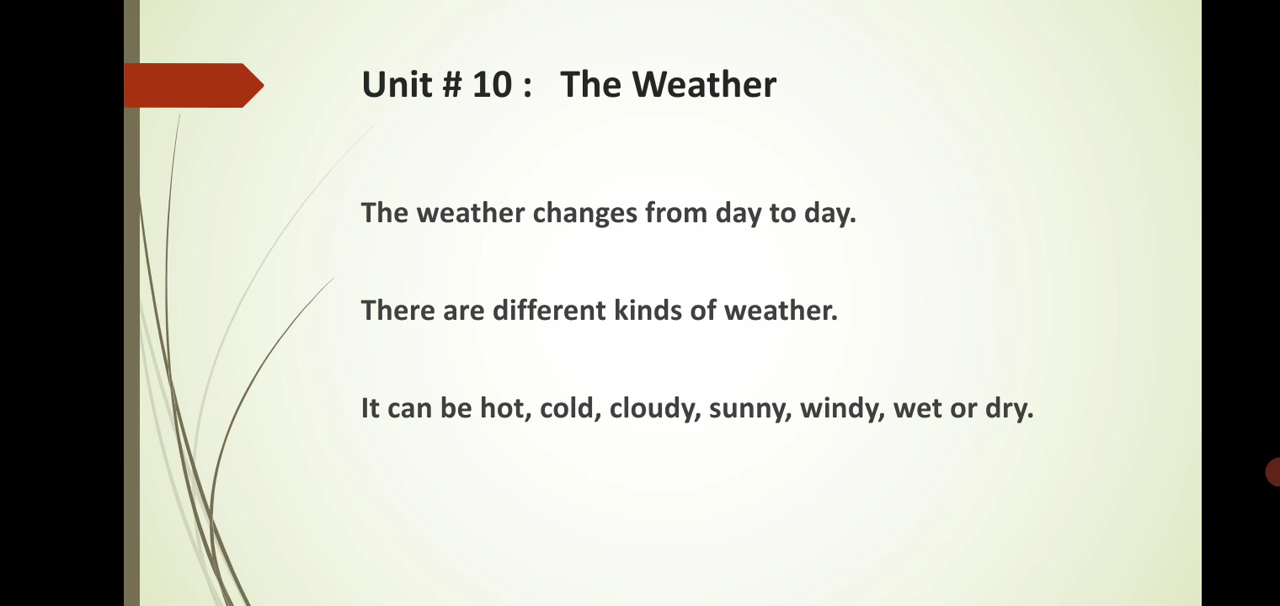 Unit # 10 : The Weather
The weather changes from day to day.
There are different kinds of weather.
It can be hot, cold, cloudy, sunny, windy, wet or dry.